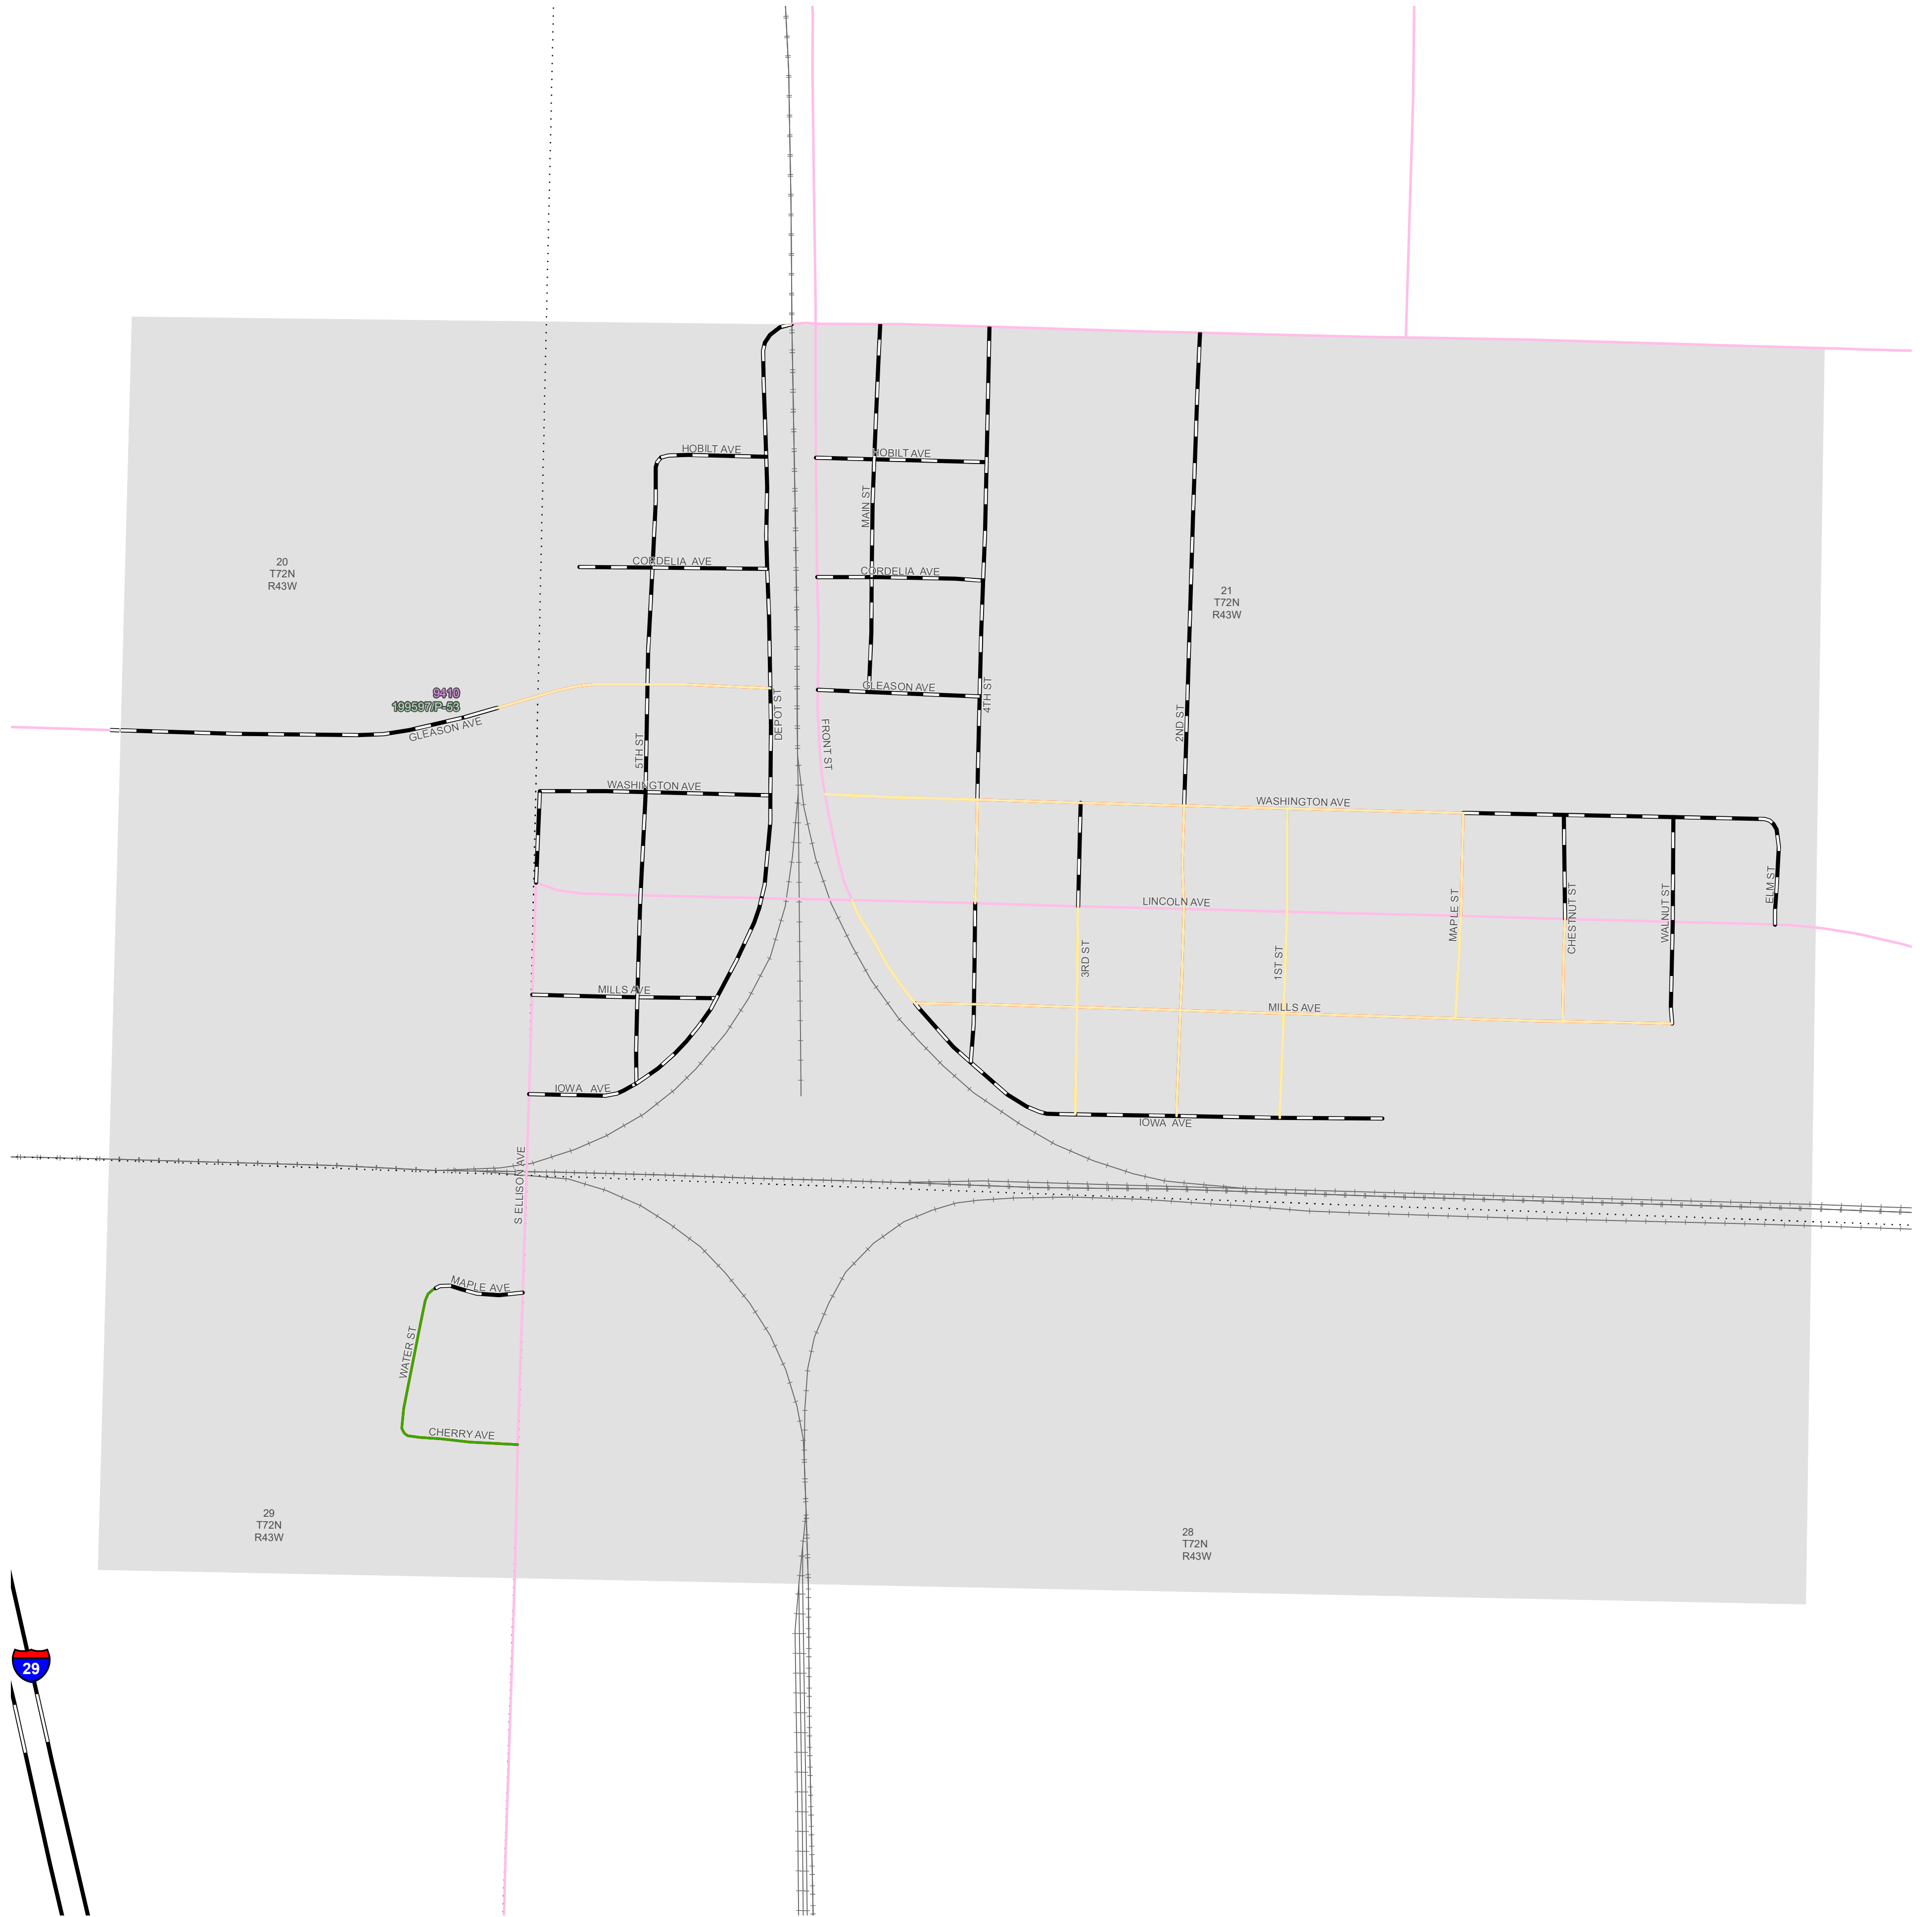 HOBILT AVE
HOBILT AVE
MAIN ST
CORDELIA AVE
CORDELIA AVE
20
T72N
R43W
21
T72N
R43W
9410
199597/P-53
GLEASON AVE
GLEASON AVE
4TH ST
DEPOT ST
FRONT ST
2ND ST
5TH ST
WASHINGTON AVE
WASHINGTON AVE
LINCOLN AVE
ELM ST
MAPLE ST
CHESTNUT ST
WALNUT ST
3RD ST
1ST ST
MILLS AVE
MILLS AVE
IOWA AVE
IOWA AVE
S ELLISON AVE
MAPLE AVE
WATER ST
CHERRY AVE
29
T72N
R43W
28
T72N
R43W
29